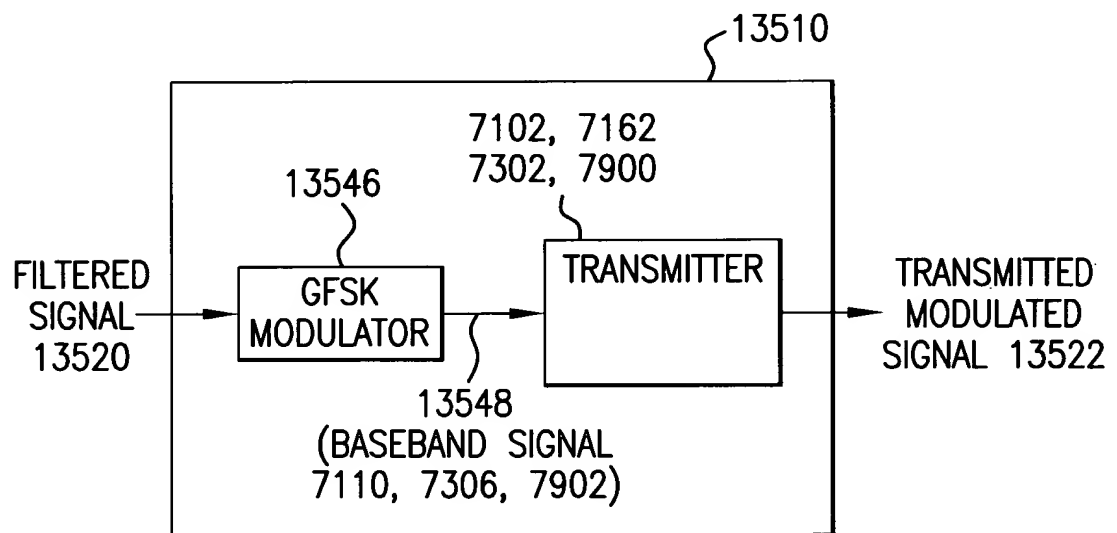 13510
7102, 7162
7302, 7900
13546
FILTERED
SIGNAL
13520
GFSK
MODULATOR
TRANSMITTER
TRANSMITTED
MODULATED
SIGNAL 13522
13548
(BASEBAND SIGNAL
7110, 7306, 7902)